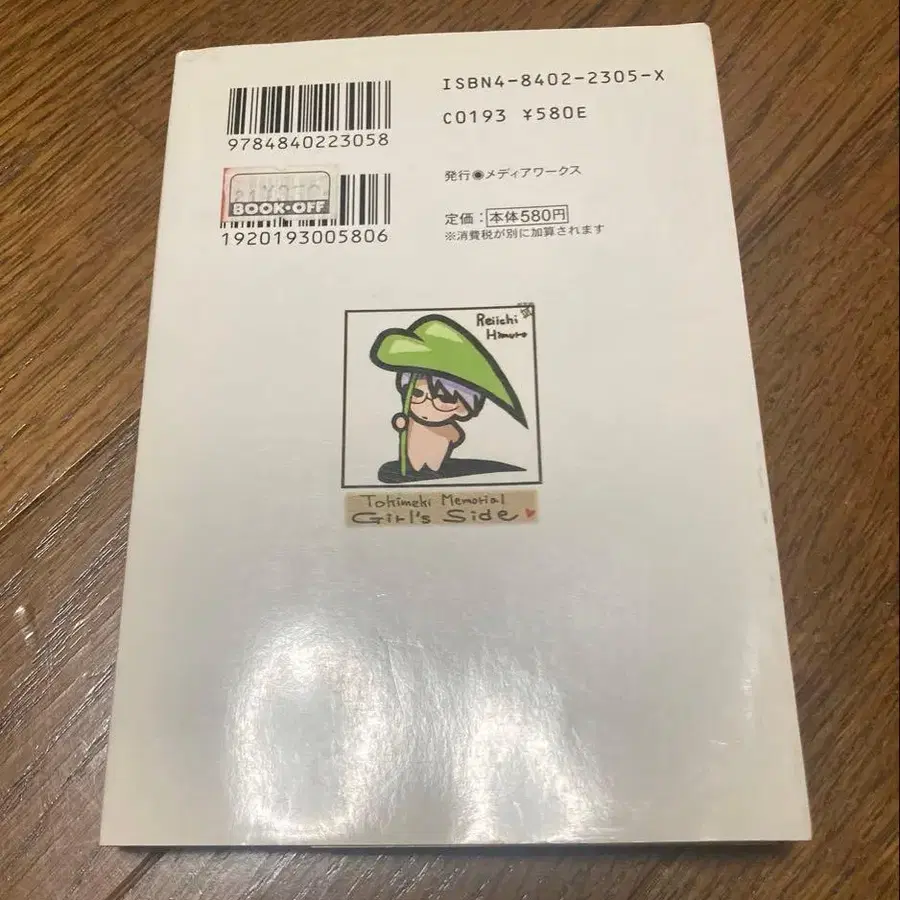 ISBN4-8402-2305-X
C0193 ¥580E
9784840223058
BOOK・OFF
1920193005806
発行◉メディアワークス
定価：本体580円
※消費税が別に加算されます
Reiichi
Himuro
Tokimeki Memorial
Girl's Side